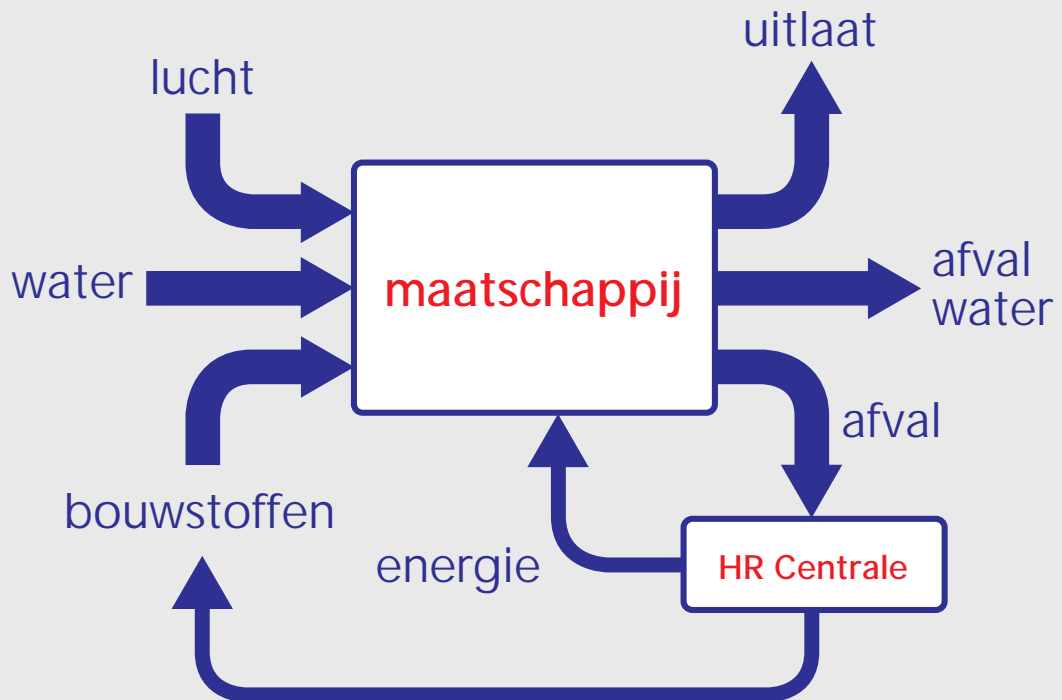 uitlaat
lucht
water
maatschappij
afval
water
afval
bouwstoffen
energie
HR Centrale